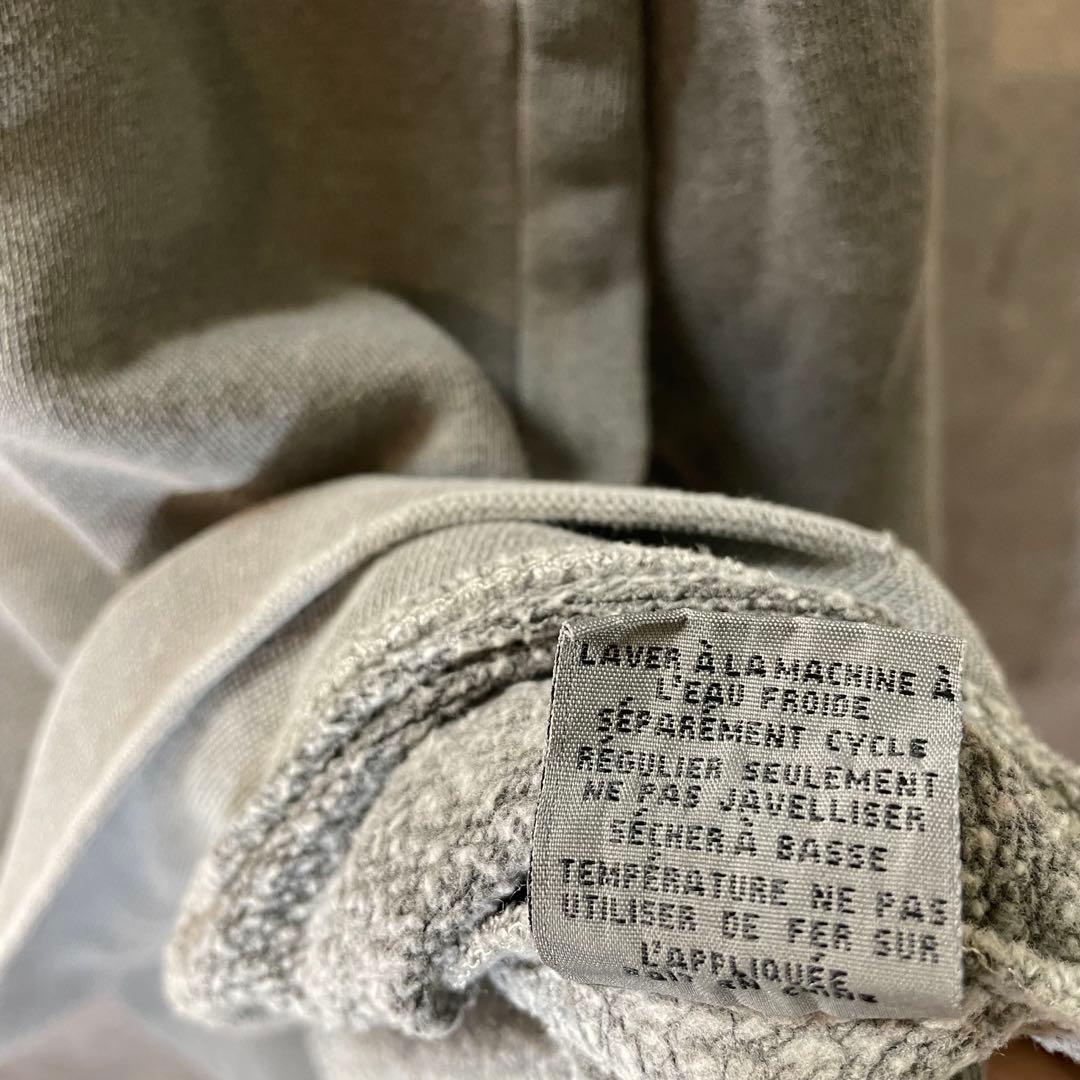 LAVER À LA MACHINE À
L'EAU FROIDE
SÉPARÉMENT CYCLE
RÉGULIER SEULEMENT
NE PAS JAVELLISER
SÉCHER À BASSE
TEMPÉRATURE NE PAS
UTILISER DE FER SUR
L'APPLIQUÉE